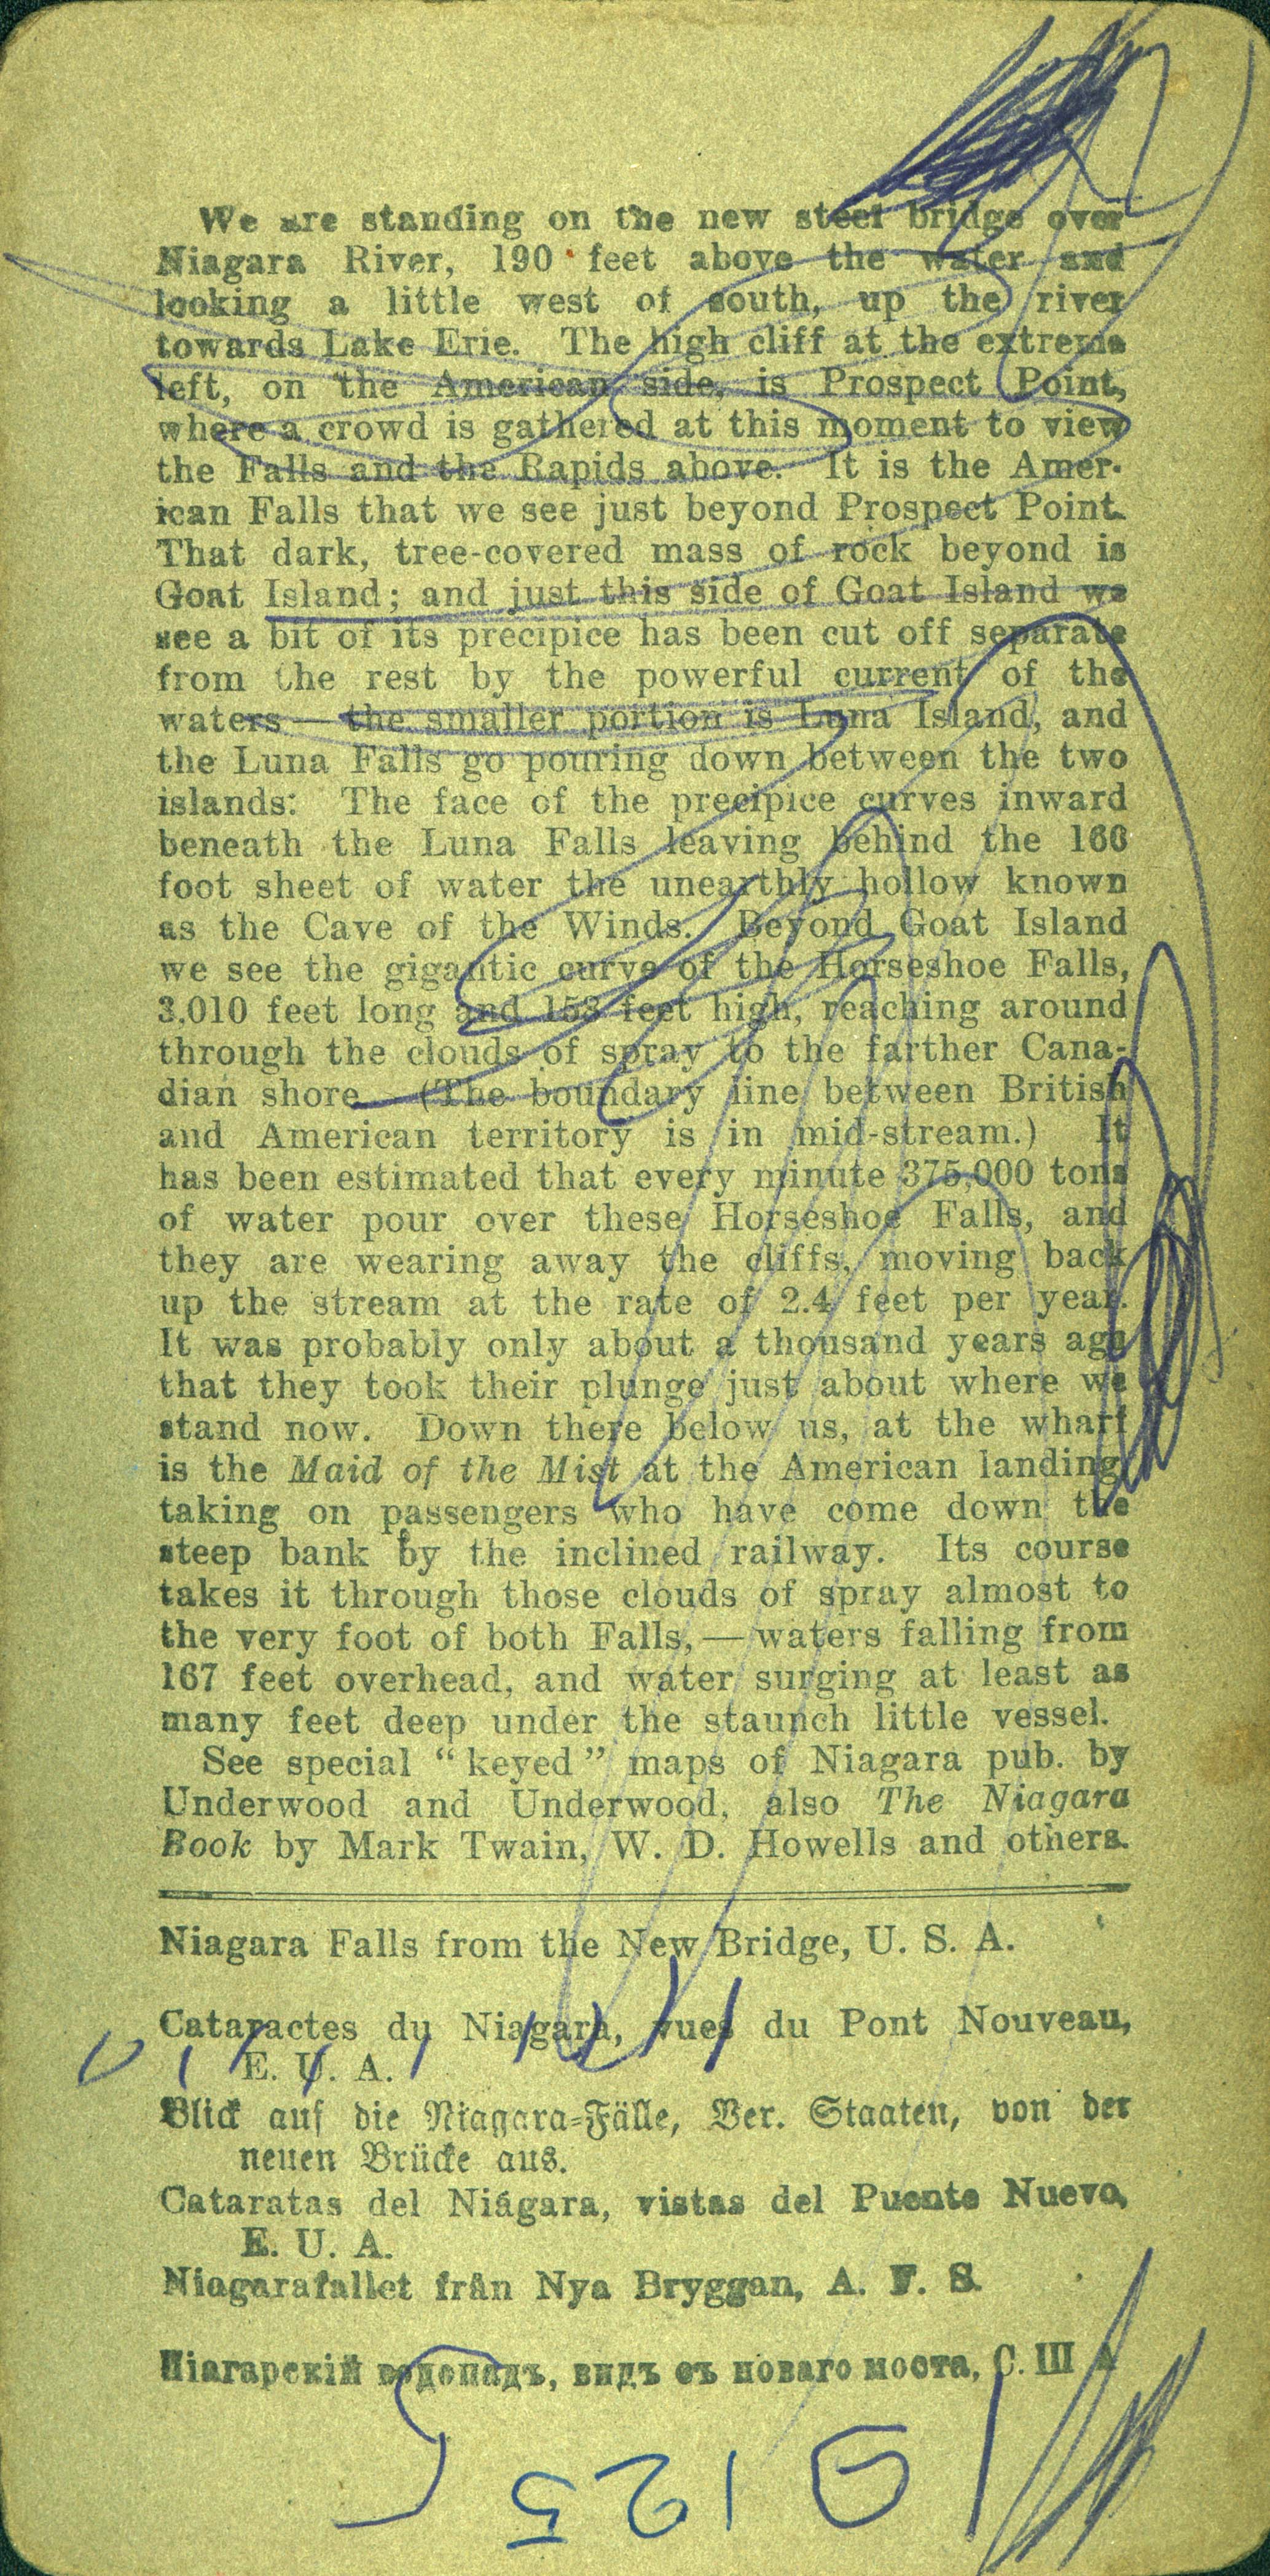 We are standing on the new steel bridge over
Niagara River, 190 feet above the water and
looking a little west of south, up the river
towards Lake Erie. The high cliff at the extreme
left, on the American side, is Prospect Point,
where a crowd is gathered at this moment to view
the Falls and the Rapids above. It is the Amer-
ican Falls that we see just beyond Prospect Point.
That dark, tree-covered mass of rock beyond is
Goat Island; and just this side of Goat Island we
see a bit of its precipice has been cut off separate
from the rest by the powerful current of the
waters — the smaller portion is Luna Island, and
the Luna Falls go pouring down between the two
islands: The face of the precipice curves inward
beneath the Luna Falls leaving behind the 160
foot sheet of water the unearthly hollow known
as the Cave of the Winds. Beyond Goat Island
we see the gigantic curve of the Horseshoe Falls,
3,010 feet long and 153 feet high, reaching around
through the clouds of spray to the farther Cana-
dian shore — (The boundary line between British
and American territory is in mid-stream.) It
has been estimated that every minute 375,000 tons
of water pour over these Horseshoe Falls, and
they are wearing away the cliffs, moving back
up the stream at the rate of 2.4 feet per year.
It was probably only about a thousand years ago
that they took their plunge just about where we
stand now. Down there below us, at the wharf
is the Maid of the Mist at the American landing,
taking on passengers who have come down the
steep bank by the inclined railway. Its course
takes it through those clouds of spray almost to
the very foot of both Falls, — waters falling from
167 feet overhead, and water surging at least as
many feet deep under the staunch little vessel.
See special “keyed” maps of Niagara pub. by
Underwood and Underwood, also The Niagara
Book by Mark Twain, W. D. Howells and others.
Niagara Falls from the New Bridge, U. S. A.
Cataractes du Niagara, vues du Pont Nouveau,
E. U. A.
Blick auf die Niagara-Fälle, Ver. Staaten, von der
neuen Brücke aus.
Cataratas del Niágara, vistas del Puente Nuevo,
E. U. A.
Niagarafallet från Nya Bryggan, A. F. S.
Ніагарскій водопадъ, видъ съ новаго моста, С. Ш